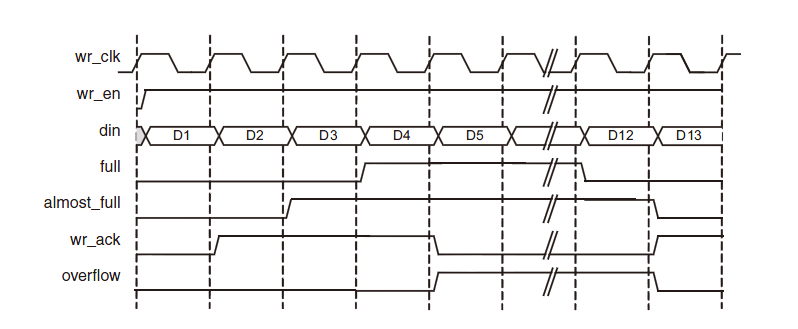 wr_clk
wr_en
din D1 D2 D3 D4 D5 D12 D13
full
almost_full
wr_ack
overflow